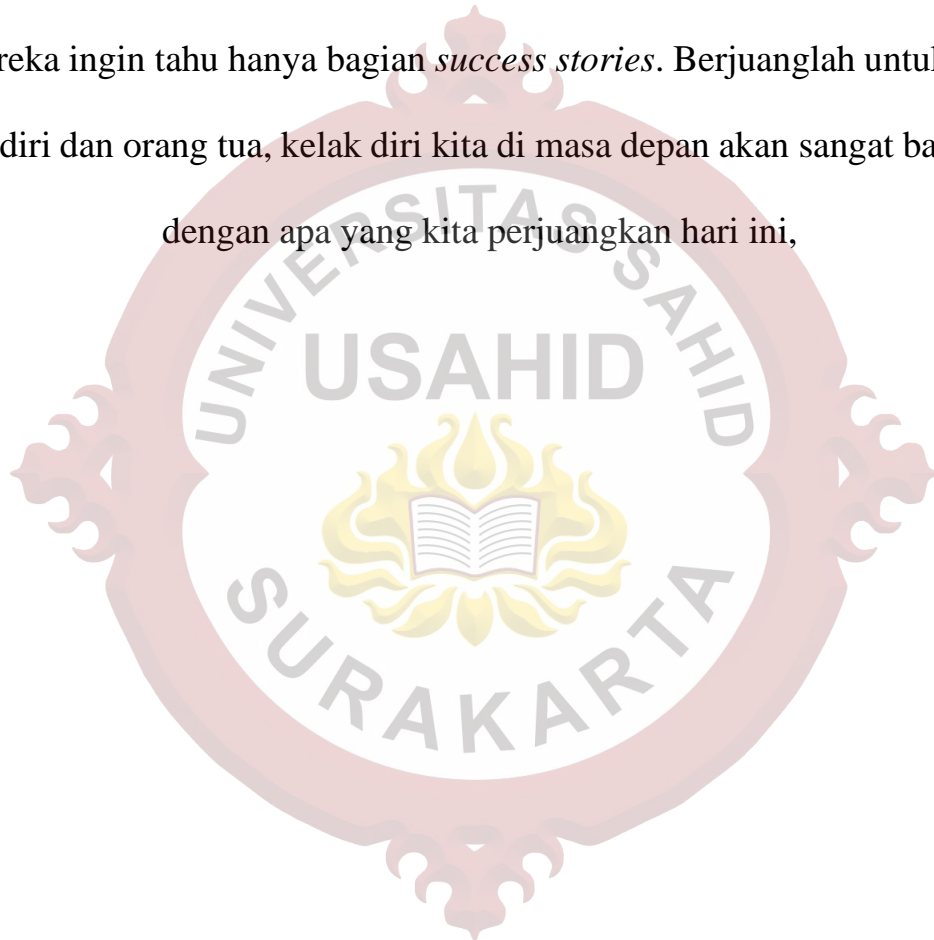 reka ingin tahu hanya bagian success stories. Berjuanglah untu
diri dan orang tua, kelak diri kita di masa depan akan sangat ba
dengan apa yang kita perjuangkan hari ini,
UNIVERSITAS SAHID
USAHID
SURAKARTA